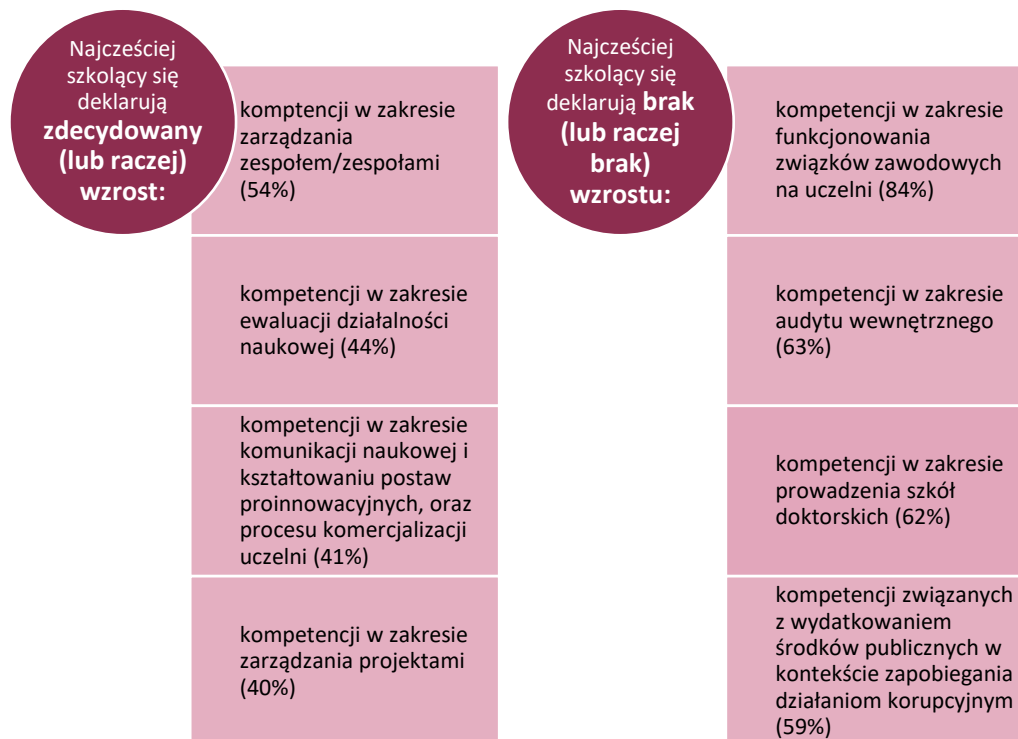 Najcześciej
szkolący się
deklarują
zdecydowany
(lub raczej)
wzrost:
komptencji w zakresie
zarządzania
zespołem/zespołami
(54%)
kompetencji w zakresie
ewaluacji działalności
naukowej (44%)
kompetencji w zakresie
komunikacji naukowej i
kształtowaniu postaw
proinnowacyjnych, oraz
procesu komercjalizacji
uczelni (41%)
kompetencji w zakresie
zarządzania projektami
(40%)
Najcześciej
szkolący się
deklarują brak
(lub raczej
brak)
wzrostu:
kompetencji w zakresie
funkcjonowania
związków zawodowych
na uczelni (84%)
kompetencji w zakresie
audytu wewnętrznego
(63%)
kompetencji w zakresie
prowadzenia szkół
doktorskich (62%)
kompetencji związanych
z wydatkowaniem
środków publicznych w
kontekście zapobiegania
działaniom korupcyjnym
(59%)